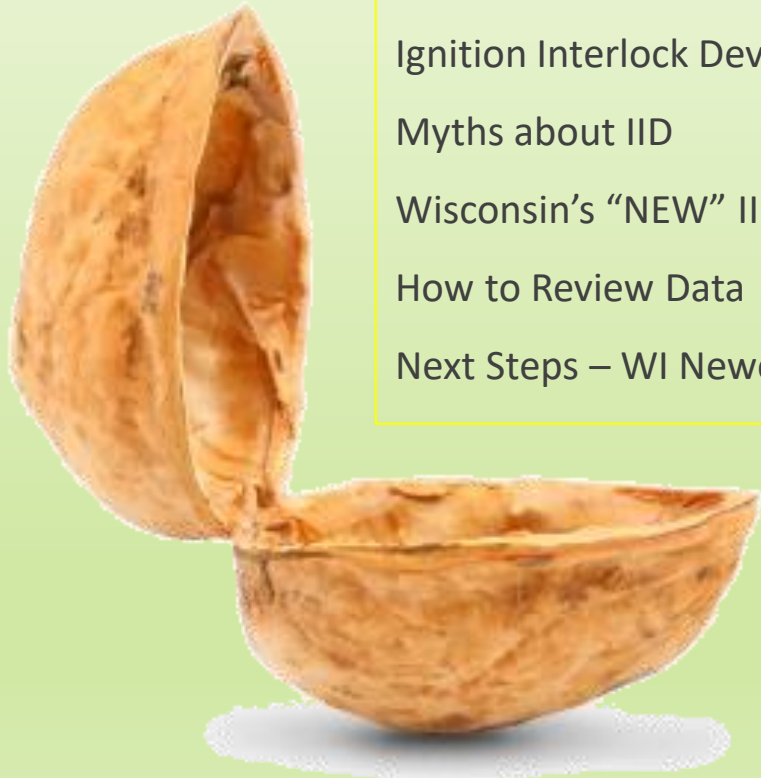 Ignition Interlock Dev
Myths about IID
Wisconsin's “NEW” II
How to Review Data
Next Steps – WI Newe